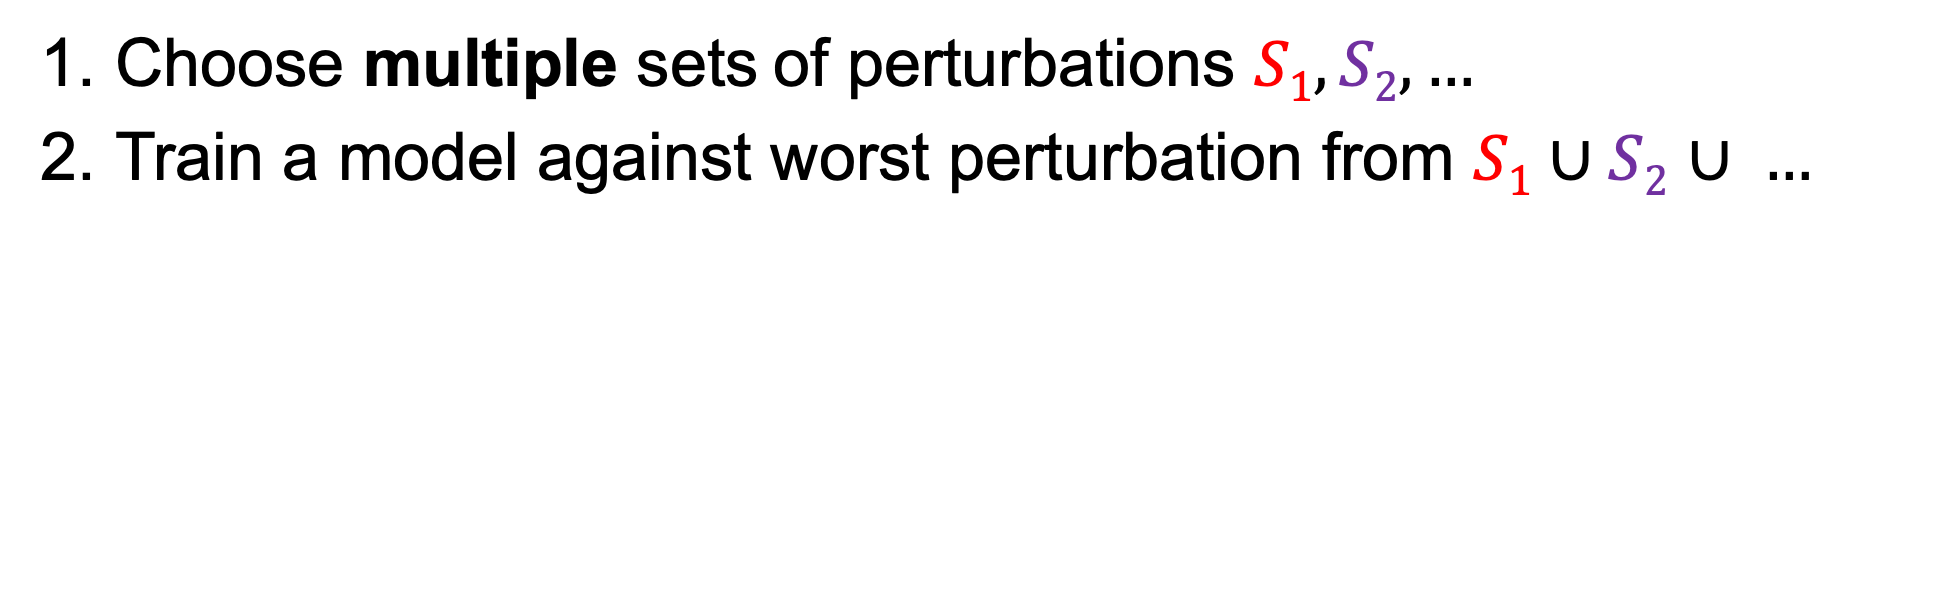 1. Choose multiple sets of perturbations S₁, S₂, ...
2. Train a model against worst perturbation from S₁ ∪ S₂ ∪ ...